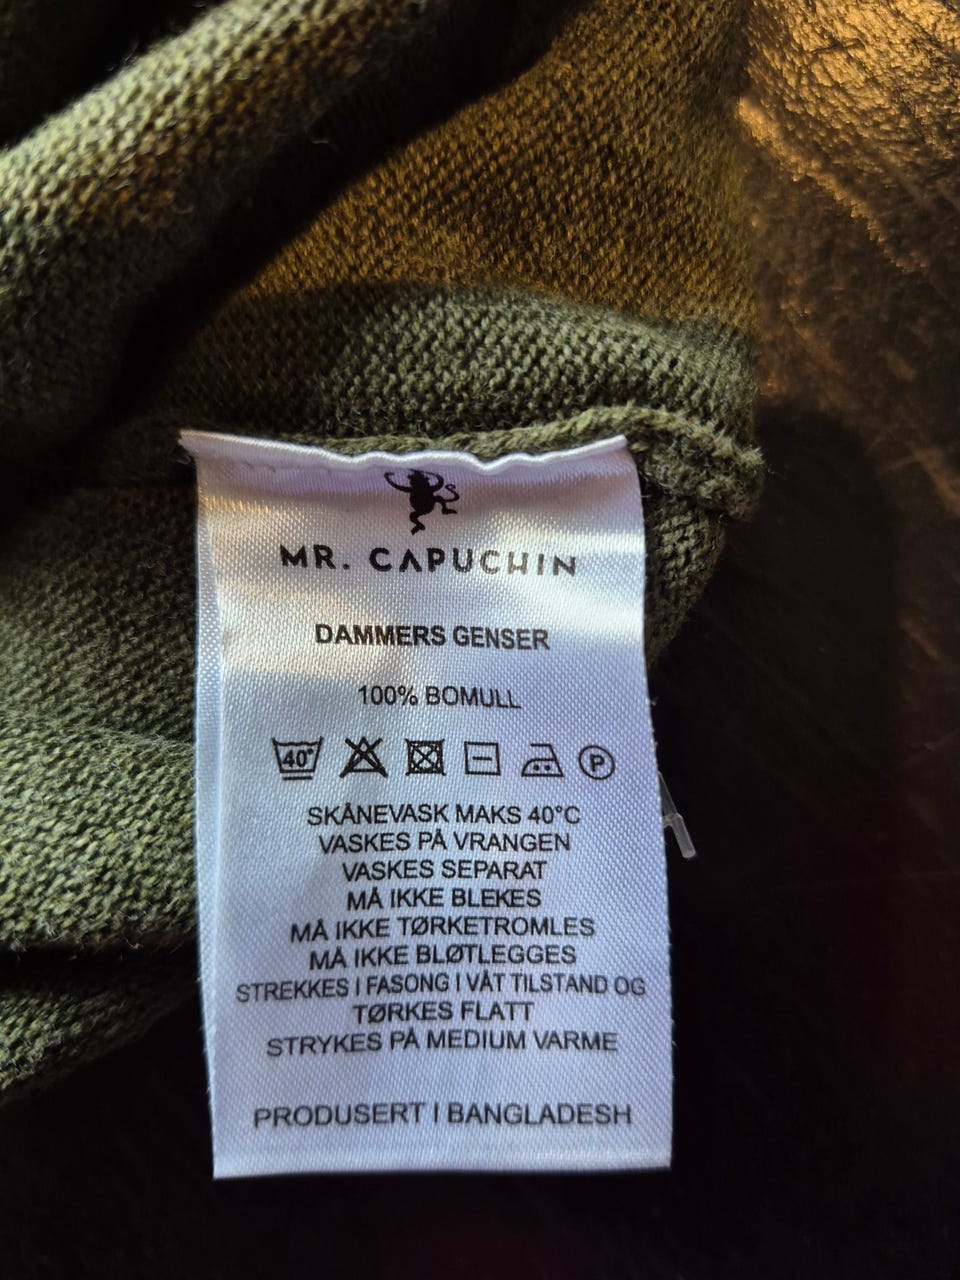 MR. CAPUCHIN
DAMMERS GENSER
100% BOMULL
40° P
SKÅNEVASK MAKS 40°C
VASKES PÅ VRANGEN
VASKES SEPARAT
MÅ IKKE BLEKES
MÅ IKKE TØRKETROMLES
MÅ IKKE BLØTLEGGES
STREKKES I FASONG I VÅT TILSTAND OG
TØRKES FLATT
STRYKES PÅ MEDIUM VARME
PRODUSERT I BANGLADESH